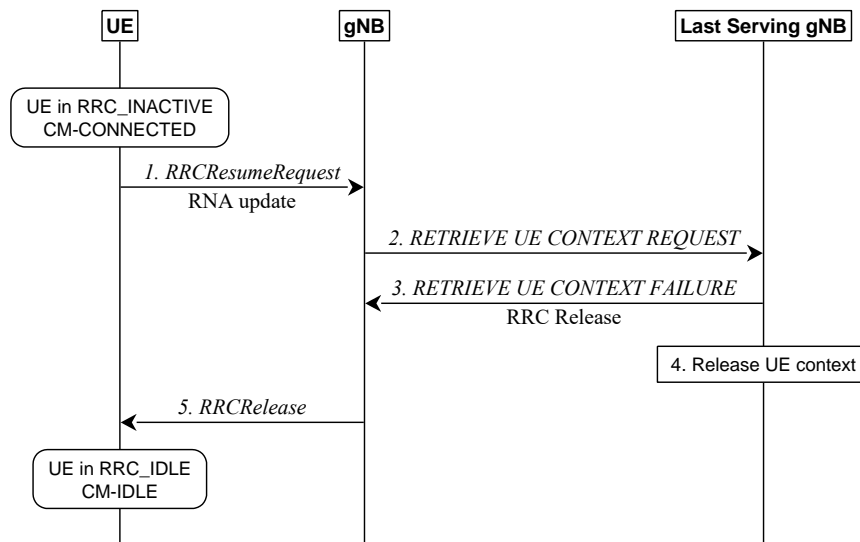 UE
gNB
Last Serving gNB
UE in RRC_INACTIVE
CM-CONNECTED
1. RRCResumeRequest
RNA update
2. RETRIEVE UE CONTEXT REQUEST
3. RETRIEVE UE CONTEXT FAILURE
RRC Release
4. Release UE context
5. RRCRelease
UE in RRC_IDLE
CM-IDLE